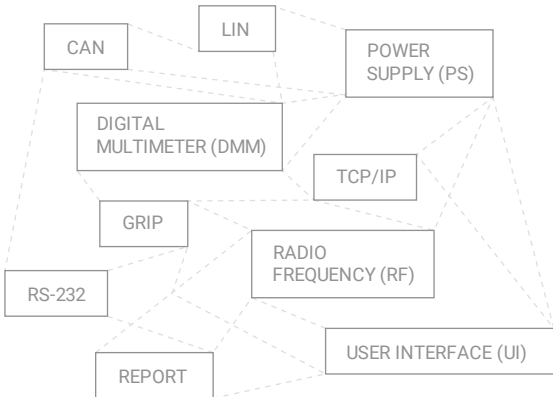 LIN
CAN
POWER
SUPPLY (PS)
DIGITAL
MULTIMETER (DMM)
TCP/IP
GRIP
RADIO
FREQUENCY (RF)
RS-232
USER INTERFACE (UI)
REPORT